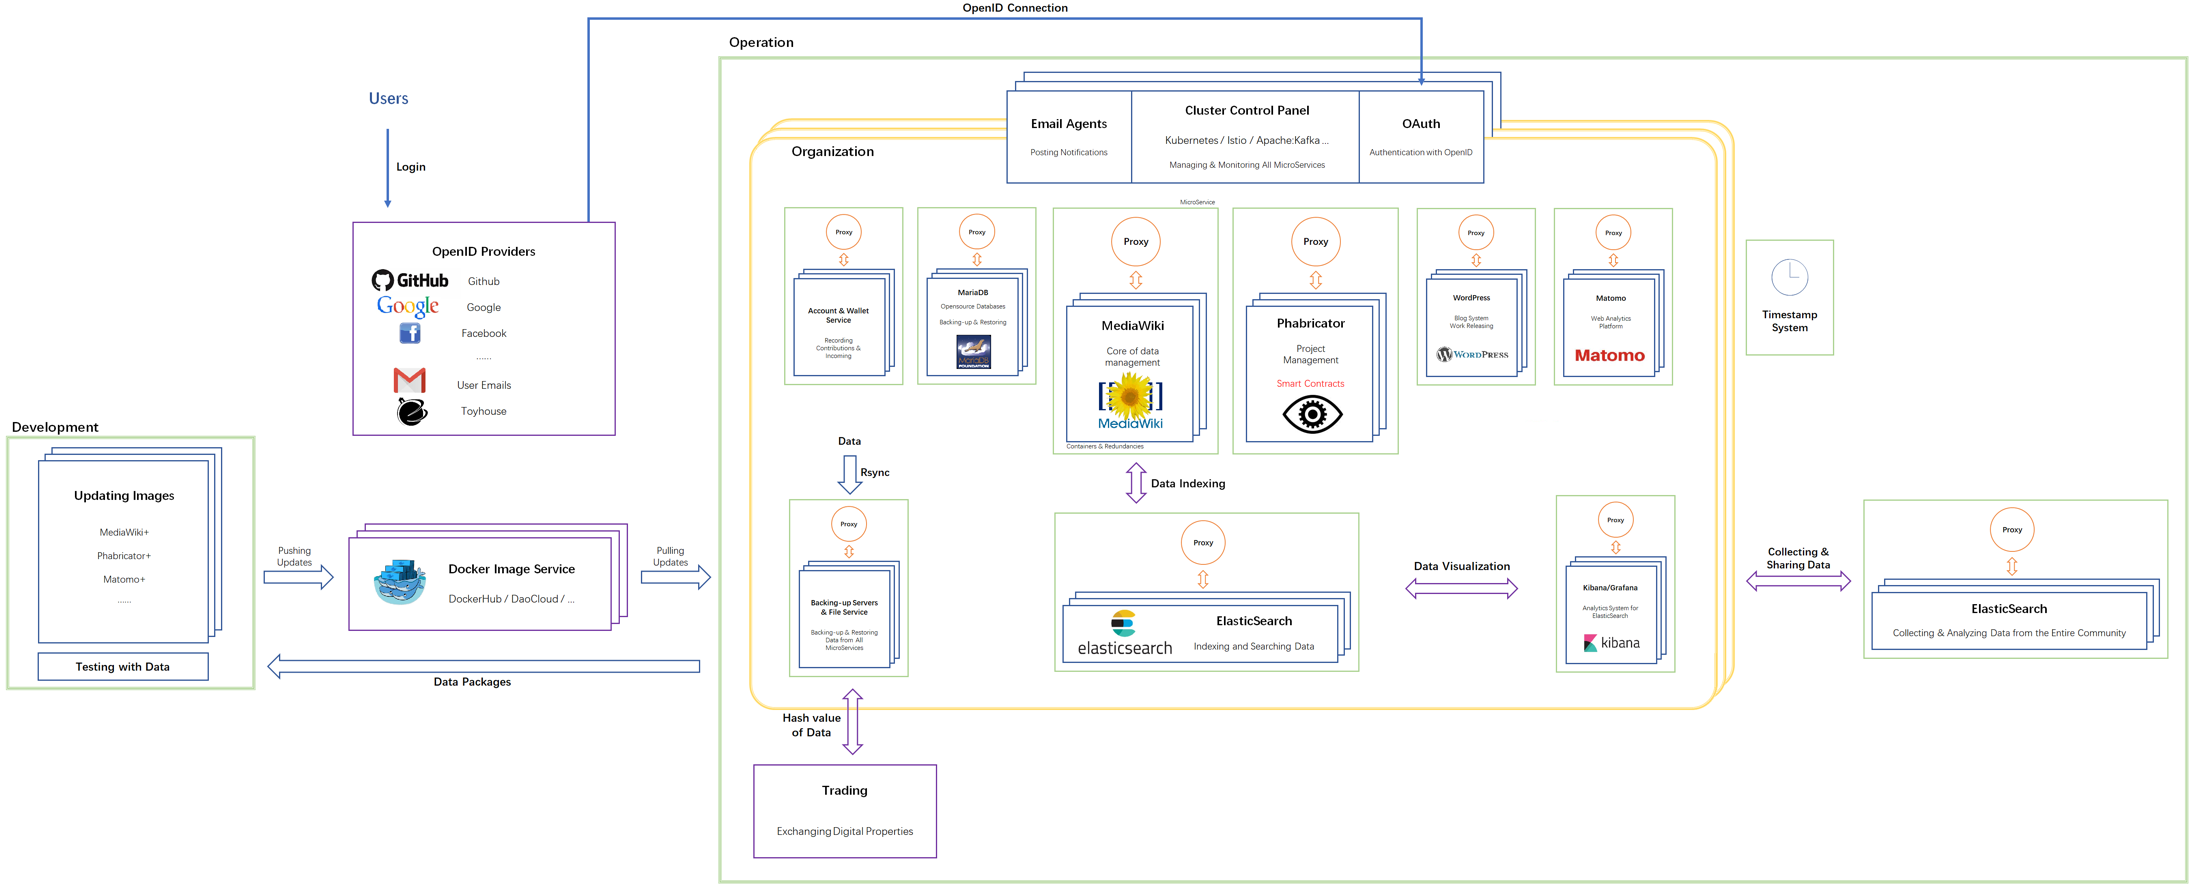 OpenID Connection
Operation
Users
Login
OpenID Providers
GitHub
Github
Google
Google
Facebook
......
User Emails
Toyhouse
Development
Updating Images
MediaWiki+
Phabricator+
Matomo+
......
Testing with Data
Pushing
Updates
Docker Image Service
DockerHub / DaoCloud / ...
Pulling
Updates
Data Packages
Organization
Email Agents
Posting Notifications
Cluster Control Panel
Kubernetes / Istio / Apache:Kafka ...
Managing & Monitoring All MicroServices
OAuth
Authentication with OpenID
MicroService
Proxy
Account & Wallet
Service
Recording
Contributions &
Incoming
Proxy
MariaDB
Opensource Databases
Backing-up & Restoring
MariaDB
FOUNDATION
Proxy
MediaWiki
Core of data
management
[[ ]]
MediaWiki
Containers & Redundancies
Proxy
Phabricator
Project
Management
Smart Contracts
Proxy
WordPress
Blog System
Work Releasing
WORDPRESS
Proxy
Matomo
Web Analytics
Platform
Matomo
Timestamp
System
Data
Rsync
Data Indexing
Proxy
Backing-up Servers
& File Service
Backing-up & Restoring
Data from All
MicroServices
Proxy
elasticsearch
ElasticSearch
Indexing and Searching Data
Data Visualization
Proxy
Kibana/Grafana
Analytics System for
ElasticSearch
kibana
Collecting &
Sharing Data
Proxy
ElasticSearch
Collecting & Analyzing Data from the Entire Community
Hash value
of Data
Trading
Exchanging Digital Properties